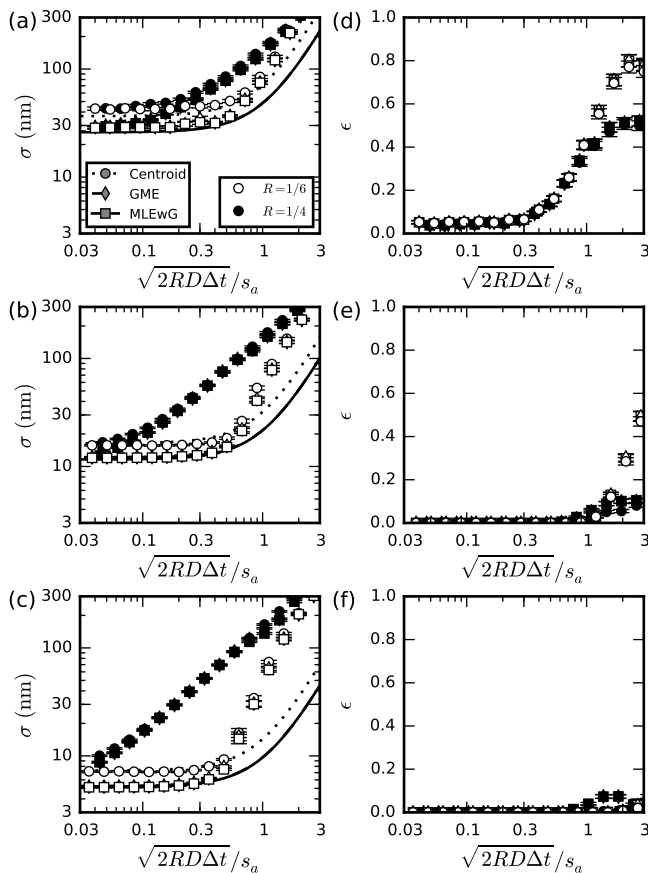 (a)
300
100
30
10
3
σ (nm)
Centroid
GME
MLEwG
R=1/6
R=1/4
0.03 0.1 0.3 1 3
√2RDΔt/s_a
(d)
1.0
0.8
0.6
0.4
0.2
0.0
ϵ
0.03 0.1 0.3 1 3
√2RDΔt/s_a
(b)
300
100
30
10
3
σ (nm)
0.03 0.1 0.3 1 3
√2RDΔt/s_a
(e)
1.0
0.8
0.6
0.4
0.2
0.0
ϵ
0.03 0.1 0.3 1 3
√2RDΔt/s_a
(c)
300
100
30
10
3
σ (nm)
0.03 0.1 0.3 1 3
√2RDΔt/s_a
(f)
1.0
0.8
0.6
0.4
0.2
0.0
ϵ
0.03 0.1 0.3 1 3
√2RDΔt/s_a